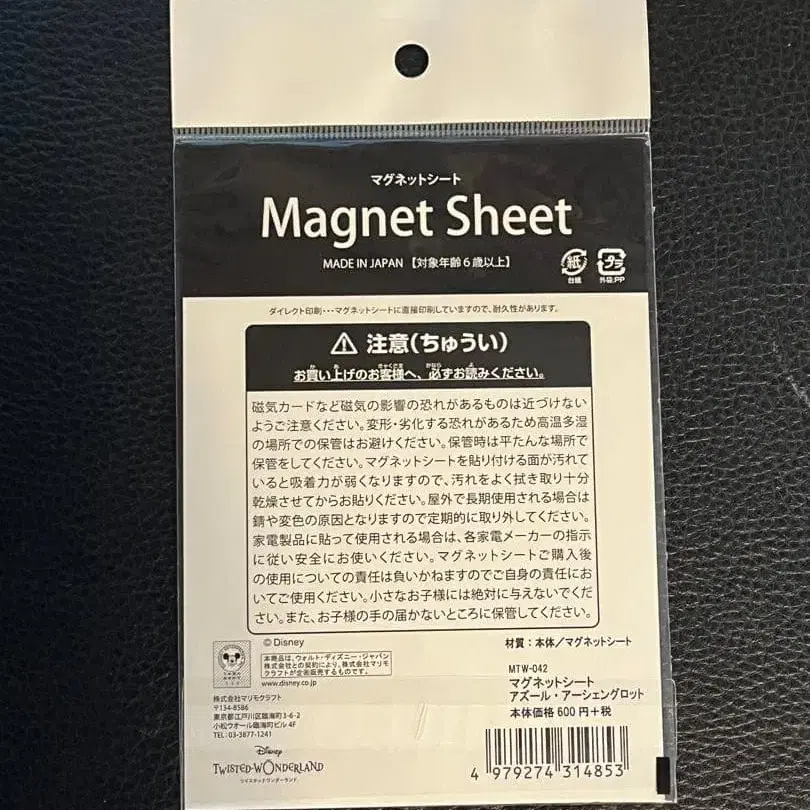 マグネットシート
Magnet Sheet
MADE IN JAPAN 【対象年齢6歳以上】
紙
台紙
プラ
外袋:PP
ダイレクト印刷･･･マグネットシートに直接印刷していますので、耐久性があります。
注意(ちゅうい)
お買い上げのお客様へ、必ずお読みください。
磁気カードなど磁気の影響の恐れがあるものは近づけない
ようご注意ください。変形・劣化する恐れがあるため高温多湿
の場所での保管はお避けください。保管時は平たんな場所で
保管をしてください。マグネットシートを貼り付ける面が汚れて
いると吸着力が弱くなりますので、汚れをよく拭き取り十分
乾燥させてからお貼りください。屋外で長期使用される場合は
錆や変色の原因となりますので定期的に取り外してください。
家電製品に貼って使用される場合は、各家電メーカーの指示
に従い安全にお使いください。マグネットシートご購入後
の使用についての責任は負いかねますのでご自身の責任にお
いてご使用ください。小さなお子様には絶対に与えないでくだ
さい。また、お子様の手の届かないところに保管してください。
© Disney
材質：本体／マグネットシート
本商品は、ウォルト・ディズニー・ジャパン
株式会社との契約により、株式会社マリモ
クラフトが企画販売するものです。
www.disney.co.jp
MTW-042
マグネットシート
アズール・アーシェングロット
本体価格 600円+税
株式会社マリモクラフト
〒134-8586
東京都江戸川区臨海町3-6-2
小松ウオール臨海町ビル 4F
TEL：03-3877-1241
Disney
TWISTED-WONDERLAND
ツイステッドワンダーランド
4 979274 314853